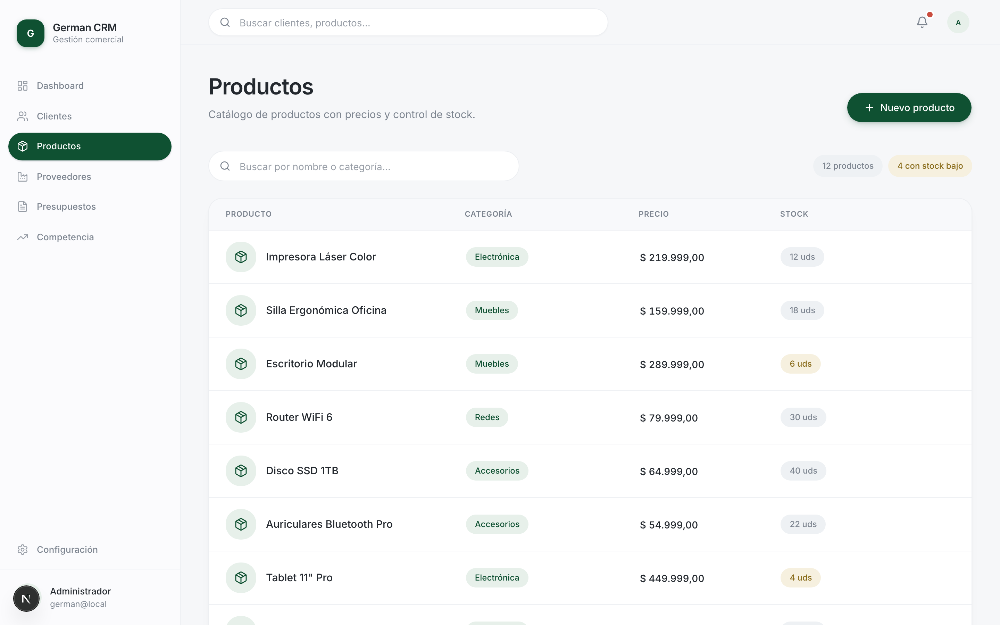 G
German CRM
Gestión comercial
Dashboard
Clientes
Productos
Proveedores
Presupuestos
Competencia
Configuración
N
Administrador
german@local
Buscar clientes, productos...
A
Productos
Catálogo de productos con precios y control de stock.
Nuevo producto
Buscar por nombre o categoría...
12 productos
4 con stock bajo
PRODUCTO CATEGORÍA PRECIO STOCK
Impresora Láser Color Electrónica $ 219.999,00 12 uds
Silla Ergonómica Oficina Muebles $ 159.999,00 18 uds
Escritorio Modular Muebles $ 289.999,00 6 uds
Router WiFi 6 Redes $ 79.999,00 30 uds
Disco SSD 1TB Accesorios $ 64.999,00 40 uds
Auriculares Bluetooth Pro Accesorios $ 54.999,00 22 uds
Tablet 11" Pro Electrónica $ 449.999,00 4 uds